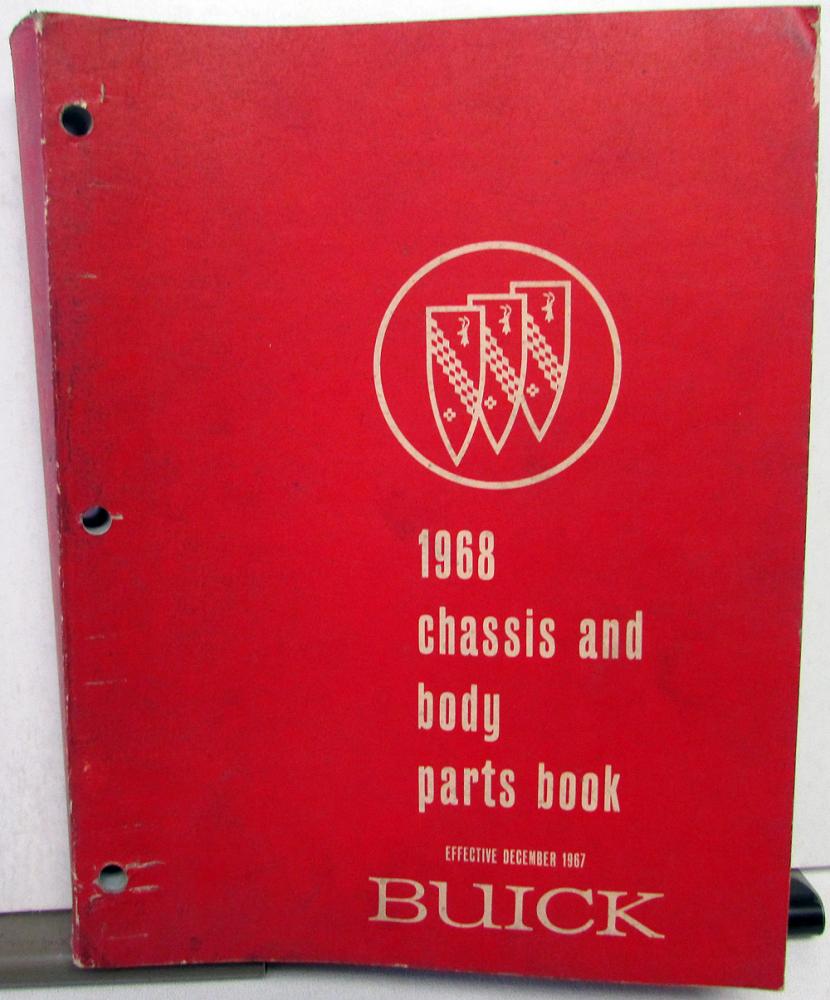 1968
chassis and
body
parts book
EFFECTIVE DECEMBER 1967
BUICK